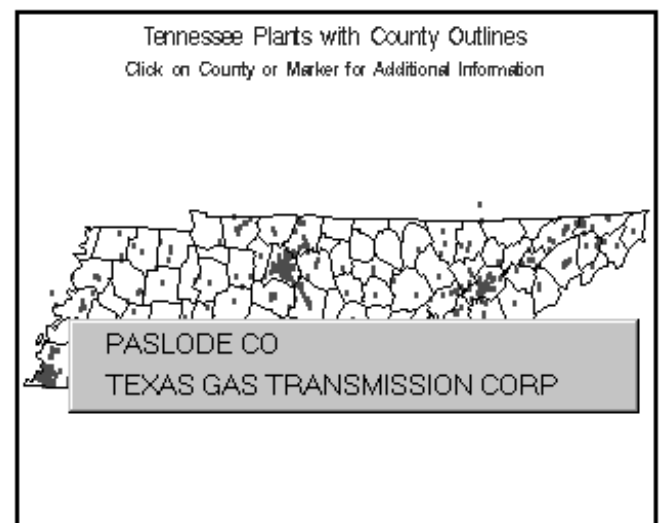 Tennessee Plants with County Outlines
Click on County or Marker for Additional Information
PASLODE CO
TEXAS GAS TRANSMISSION CORP